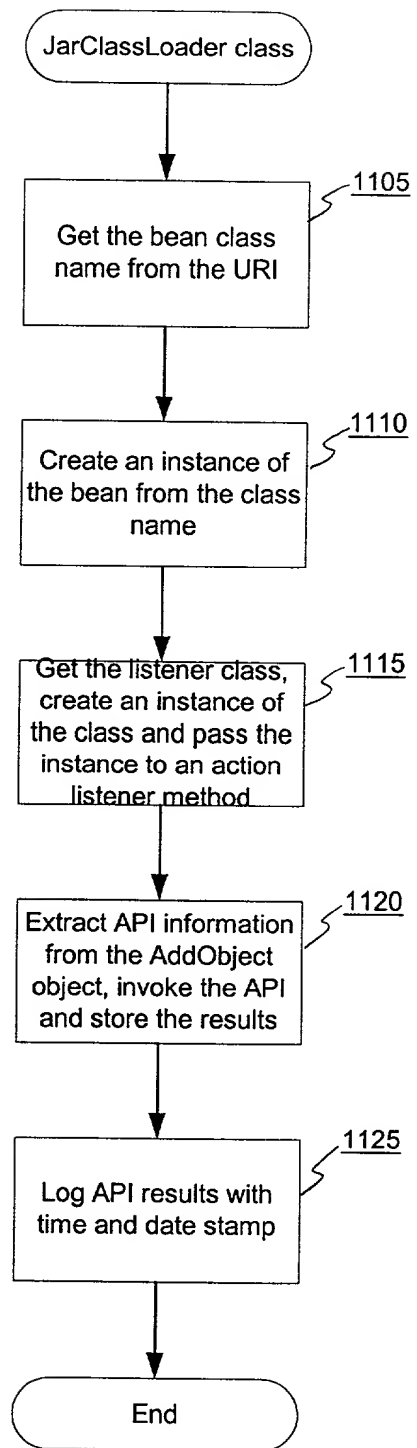 JarClassLoader class
1105
Get the bean class
name from the URI
1110
Create an instance of
the bean from the class
name
1115
Get the listener class,
create an instance of
the class and pass the
instance to an action
listener method
1120
Extract API information
from the AddObject
object, invoke the API
and store the results
1125
Log API results with
time and date stamp
End